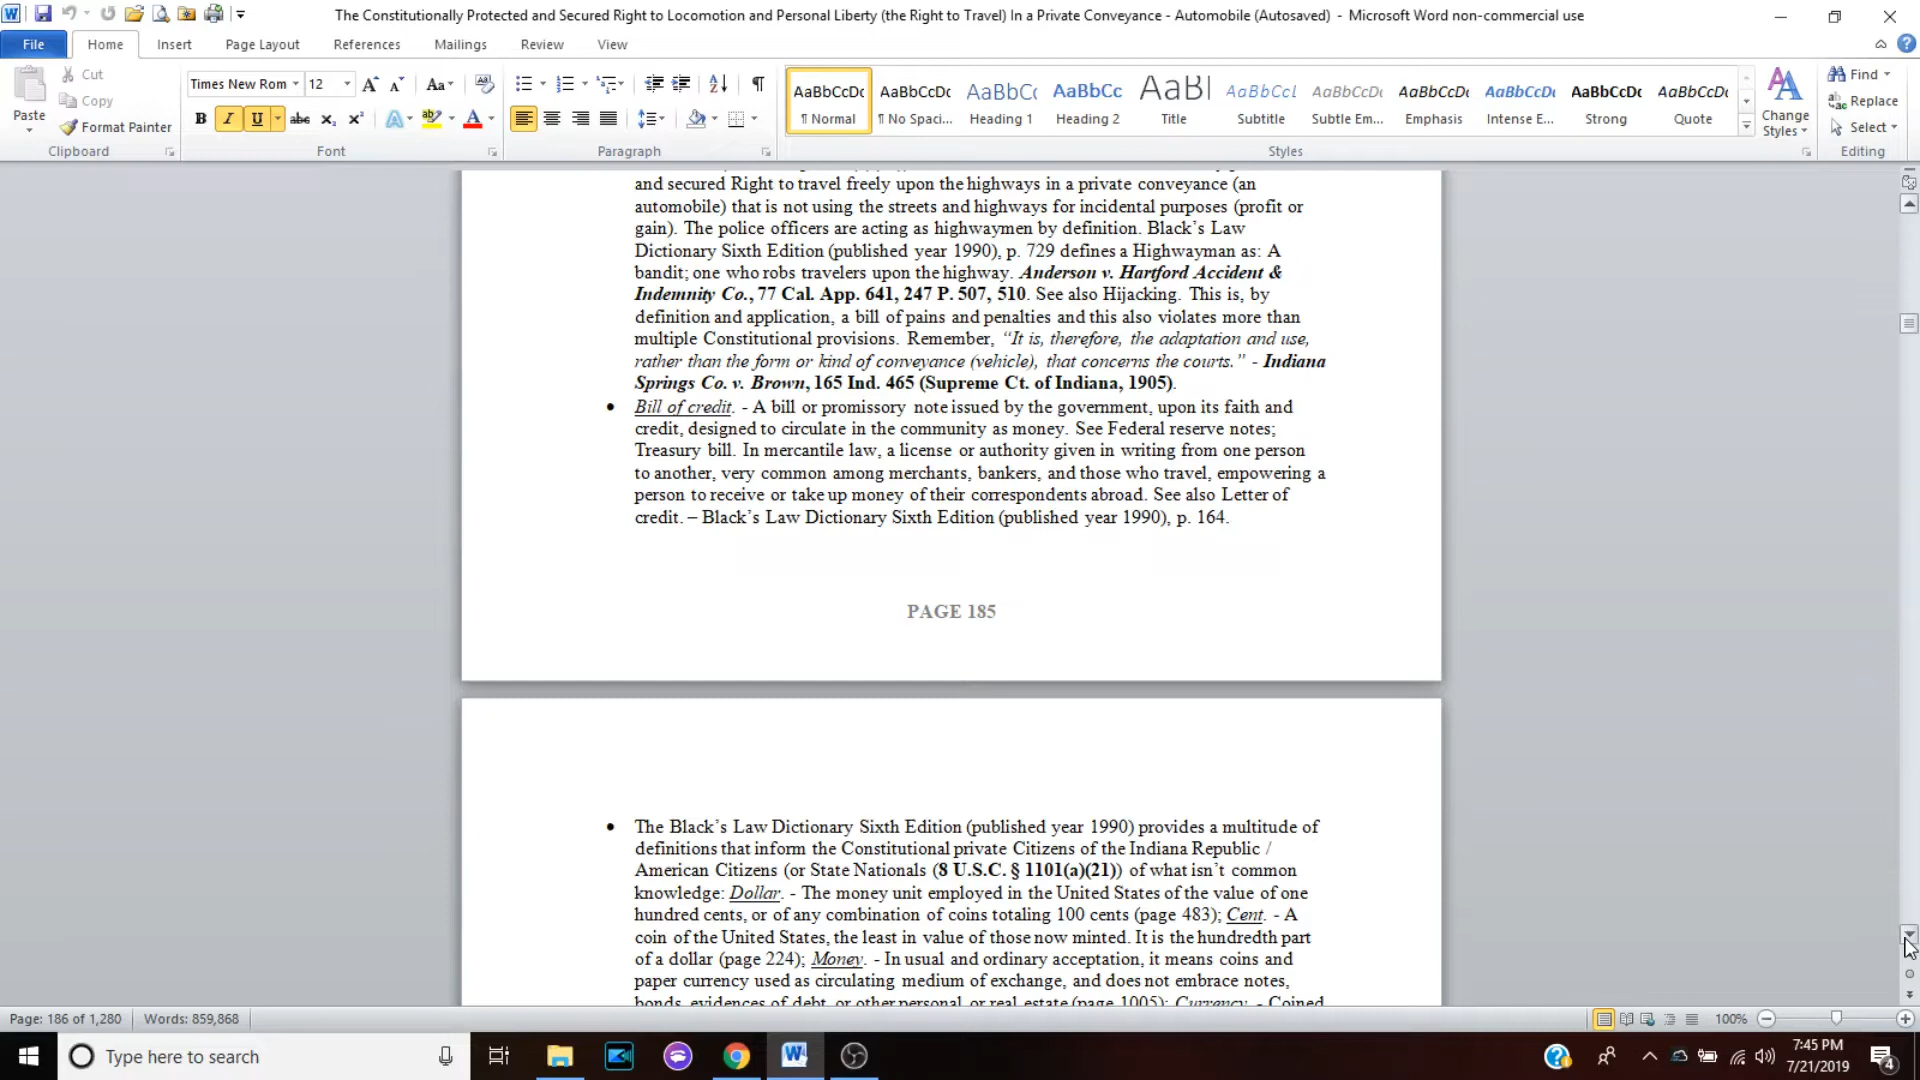 The Constitutionally Protected and Secured Right to Locomotion and Personal Liberty (the Right to Travel) In a Private Conveyance - Automobile (Autosaved) - Microsoft Word non-commercial use
File Home Insert Page Layout References Mailings Review View
Cut
Copy
Format Painter
Paste
Clipboard
Times New Rom 12
Font
Paragraph
AaBbCcDc AaBbCcDc AaBbCc AaBbCc AaBl AaBbCcL AaBbCcDc AaBbCcDc AaBbCcDc AaBbCcDc AaBbCcDc
¶ Normal ¶ No Spaci... Heading 1 Heading 2 Title Subtitle Subtle Em... Emphasis Intense E... Strong Quote
Styles
Change Styles
Find
Replace
Select
Editing
and secured Right to travel freely upon the highways in a private conveyance (an
automobile) that is not using the streets and highways for incidental purposes (profit or
gain). The police officers are acting as highwaymen by definition. Black’s Law
Dictionary Sixth Edition (published year 1990), p. 729 defines a Highwayman as: A
bandit; one who robs travelers upon the highway. Anderson v. Hartford Accident &
Indemnity Co., 77 Cal. App. 641, 247 P. 507, 510. See also Hijacking. This is, by
definition and application, a bill of pains and penalties and this also violates more than
multiple Constitutional provisions. Remember, “It is, therefore, the adaptation and use,
rather than the form or kind of conveyance (vehicle), that concerns the courts.” - Indiana
Springs Co. v. Brown, 165 Ind. 465 (Supreme Ct. of Indiana, 1905).
• Bill of credit. - A bill or promissory note issued by the government, upon its faith and
credit, designed to circulate in the community as money. See Federal reserve notes;
Treasury bill. In mercantile law, a license or authority given in writing from one person
to another, very common among merchants, bankers, and those who travel, empowering a
person to receive or take up money of their correspondents abroad. See also Letter of
credit. – Black’s Law Dictionary Sixth Edition (published year 1990), p. 164.
PAGE 185
• The Black’s Law Dictionary Sixth Edition (published year 1990) provides a multitude of
definitions that inform the Constitutional private Citizens of the Indiana Republic /
American Citizens (or State Nationals (8 U.S.C. § 1101(a)(21)) of what isn’t common
knowledge: Dollar. - The money unit employed in the United States of the value of one
hundred cents, or of any combination of coins totaling 100 cents (page 483); Cent. - A
coin of the United States, the least in value of those now minted. It is the hundredth part
of a dollar (page 224); Money. - In usual and ordinary acceptation, it means coins and
paper currency used as circulating medium of exchange, and does not embrace notes,
bonds, evidences of debt, or other personal or real estate (page 1005); Currency. - Coined
Page: 186 of 1,280 Words: 859,868 100%
Type here to search
7:45 PM
7/21/2019
4